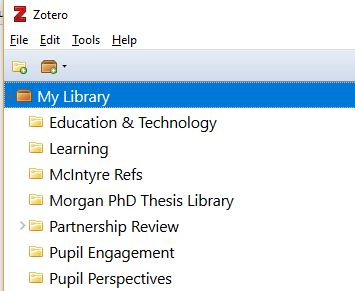 Zotero
File Edit Tools Help
My Library
Education & Technology
Learning
McIntyre Refs
Morgan PhD Thesis Library
Partnership Review
Pupil Engagement
Pupil Perspectives